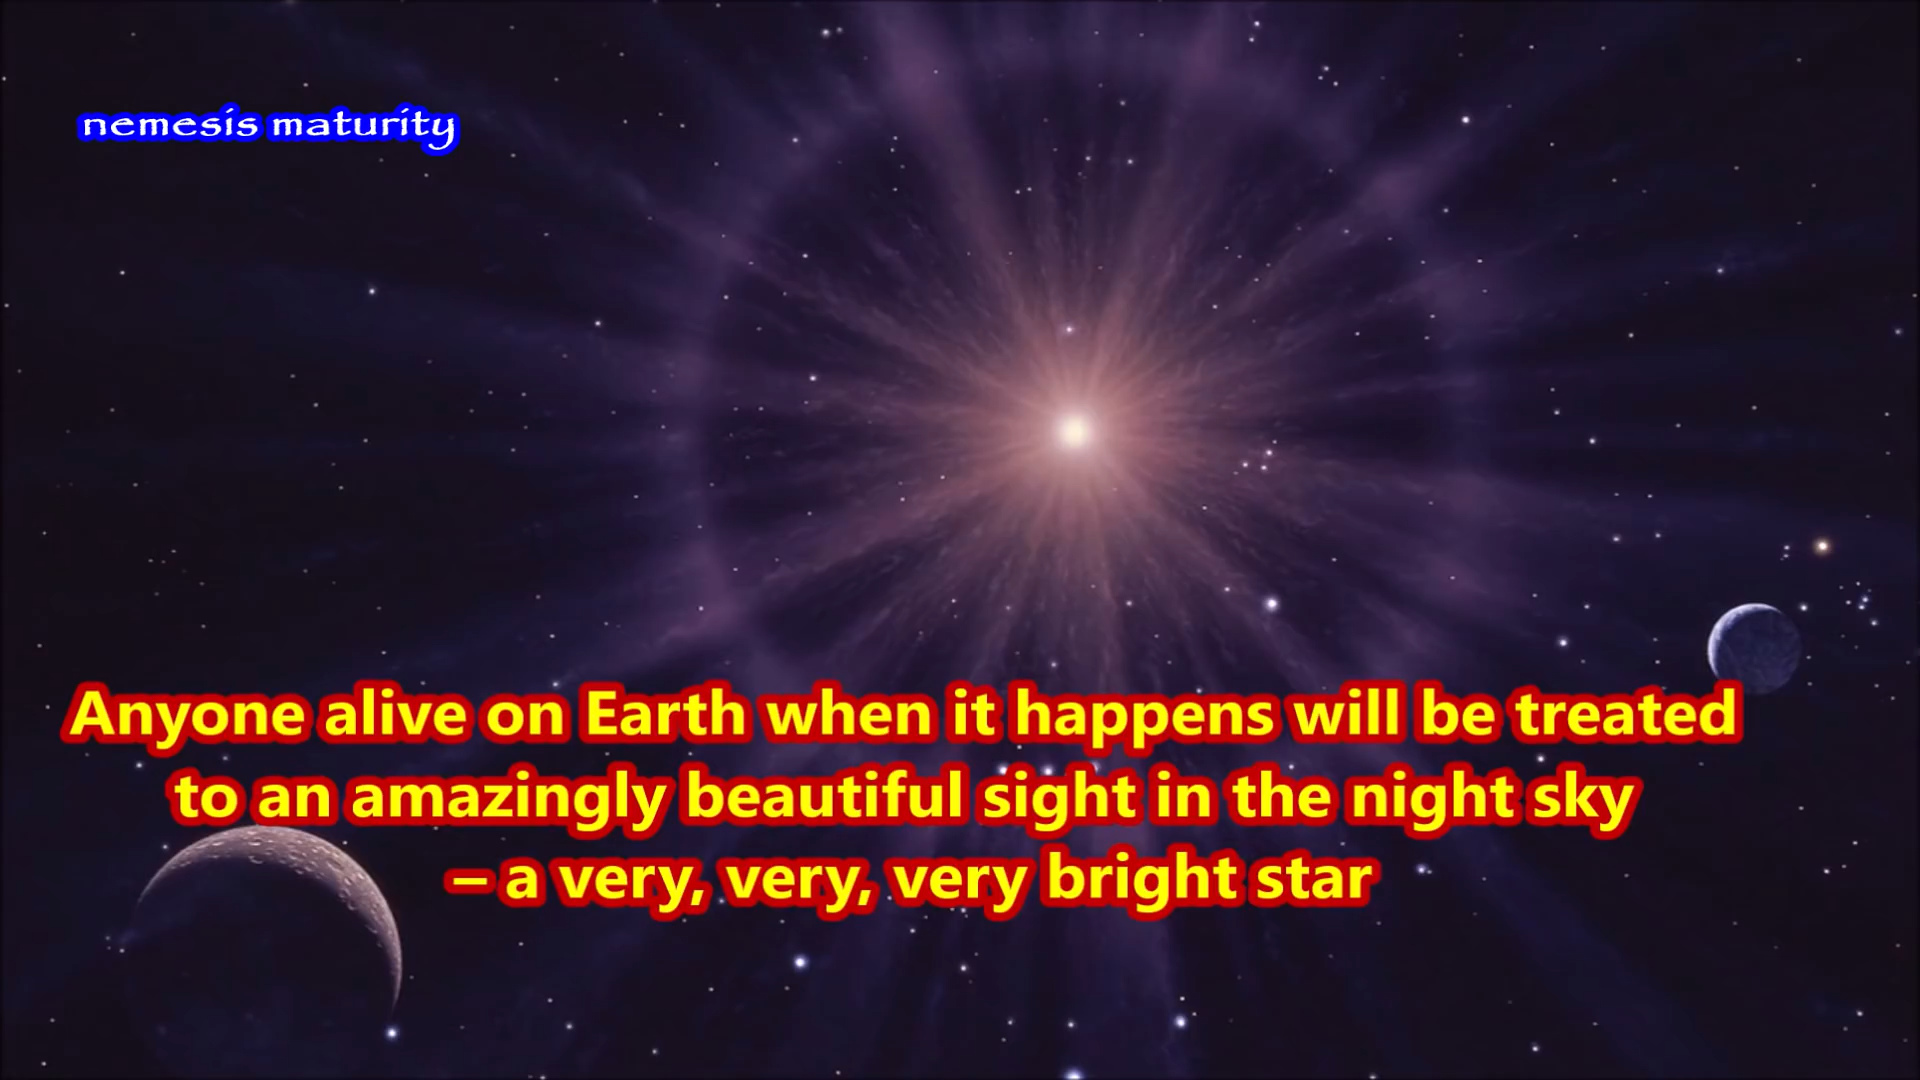 nemesis maturity
Anyone alive on Earth when it happens will be treated
to an amazingly beautiful sight in the night sky
– a very, very, very bright star